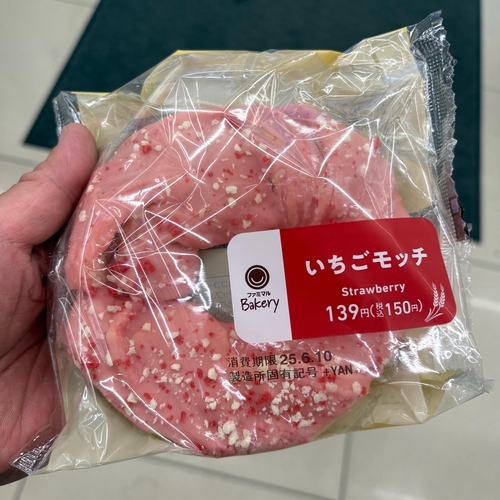 ファミマル
Bakery
いちごモッチ
Strawberry
139円(税込150円)
消費期限 25.6.10
製造所固有記号 +YAN